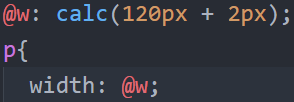 @w: calc(120px + 2px);
p{
  width: @w;